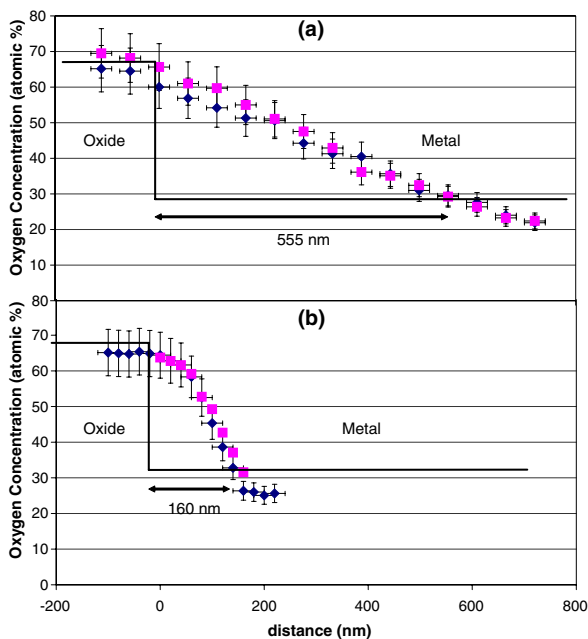 (a)
80
70
60
50
40
30
20
10
0
Oxygen Concentration (atomic %)
Oxide
Metal
555 nm
(b)
80
70
60
50
40
30
20
10
0
Oxygen Concentration (atomic %)
Oxide
Metal
160 nm
-200
0
200
400
600
800
distance (nm)